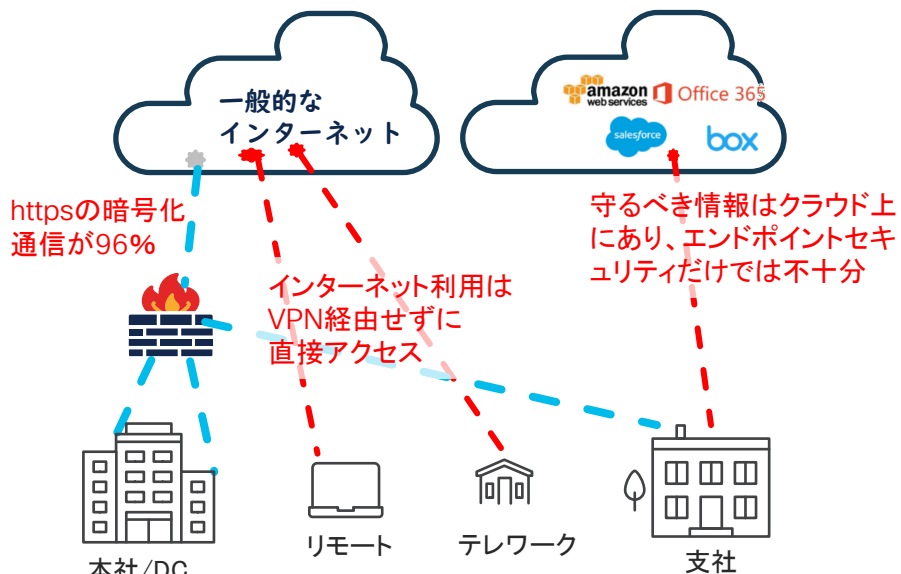 一般的な
インターネット
amazon
web services
Office 365
salesforce
box
httpsの暗号化
通信が96%
守るべき情報はクラウド上
にあり、エンドポイントセキ
ュリティだけでは不十分
インターネット利用は
VPN経由せずに
直接アクセス
本社/DC
リモート
テレワーク
支社